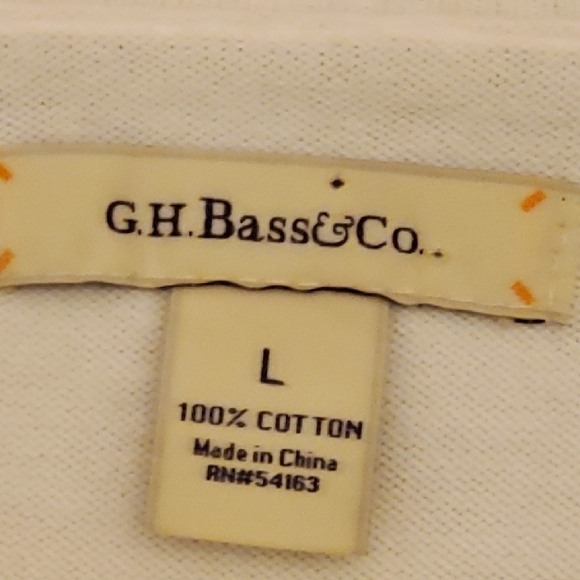 G.H.Bass&Co.
L
100% COTTON
Made in China
RN#54163